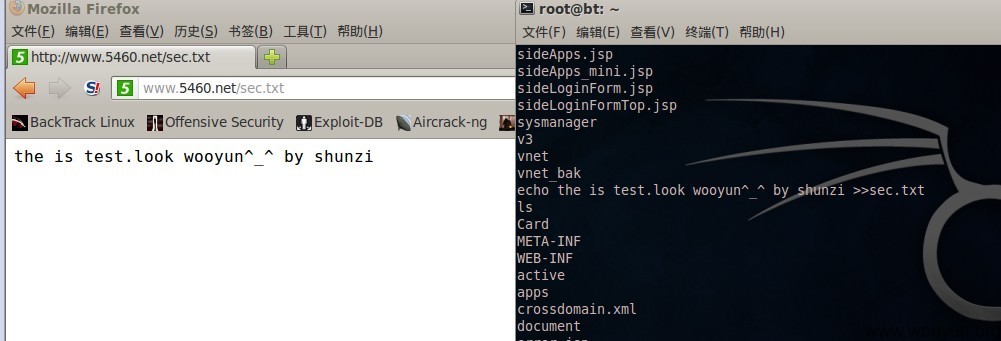 Mozilla Firefox
文件(F) 编辑(E) 查看(V) 历史(S) 书签(B) 工具(T) 帮助(H)
5 http://www.5460.net/sec.txt
S! 5 www.5460.net/sec.txt
BackTrack Linux Offensive Security Exploit-DB Aircrack-ng
the is test.look wooyun^_^ by shunzi
root@bt: ~
文件(F) 编辑(E) 查看(V) 终端(T) 帮助(H)
sideApps.jsp
sideApps_mini.jsp
sideLoginForm.jsp
sideLoginFormTop.jsp
sysmanager
v3
vnet
vnet_bak
echo the is test.look wooyun^_^ by shunzi >>sec.txt
ls
Card
META-INF
WEB-INF
active
apps
crossdomain.xml
document